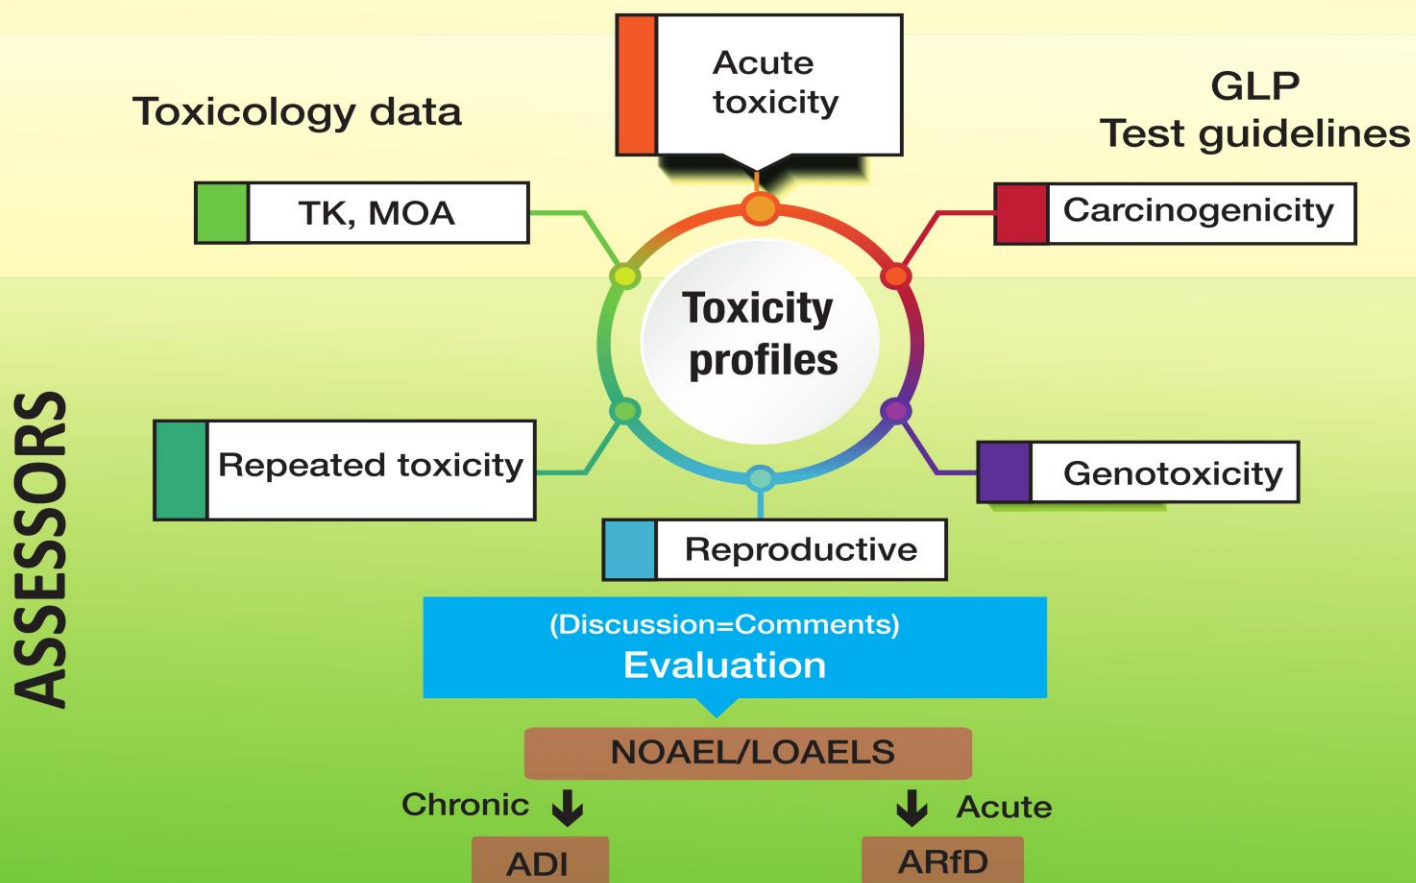 Toxicology data
Acute
toxicity
GLP
Test guidelines
TK, MOA
Carcinogenicity
Toxicity
profiles
ASSESSORS
Repeated toxicity
Genotoxicity
Reproductive
(Discussion=Comments)
Evaluation
NOAEL/LOAELS
Chronic
Acute
ADI
ARfD